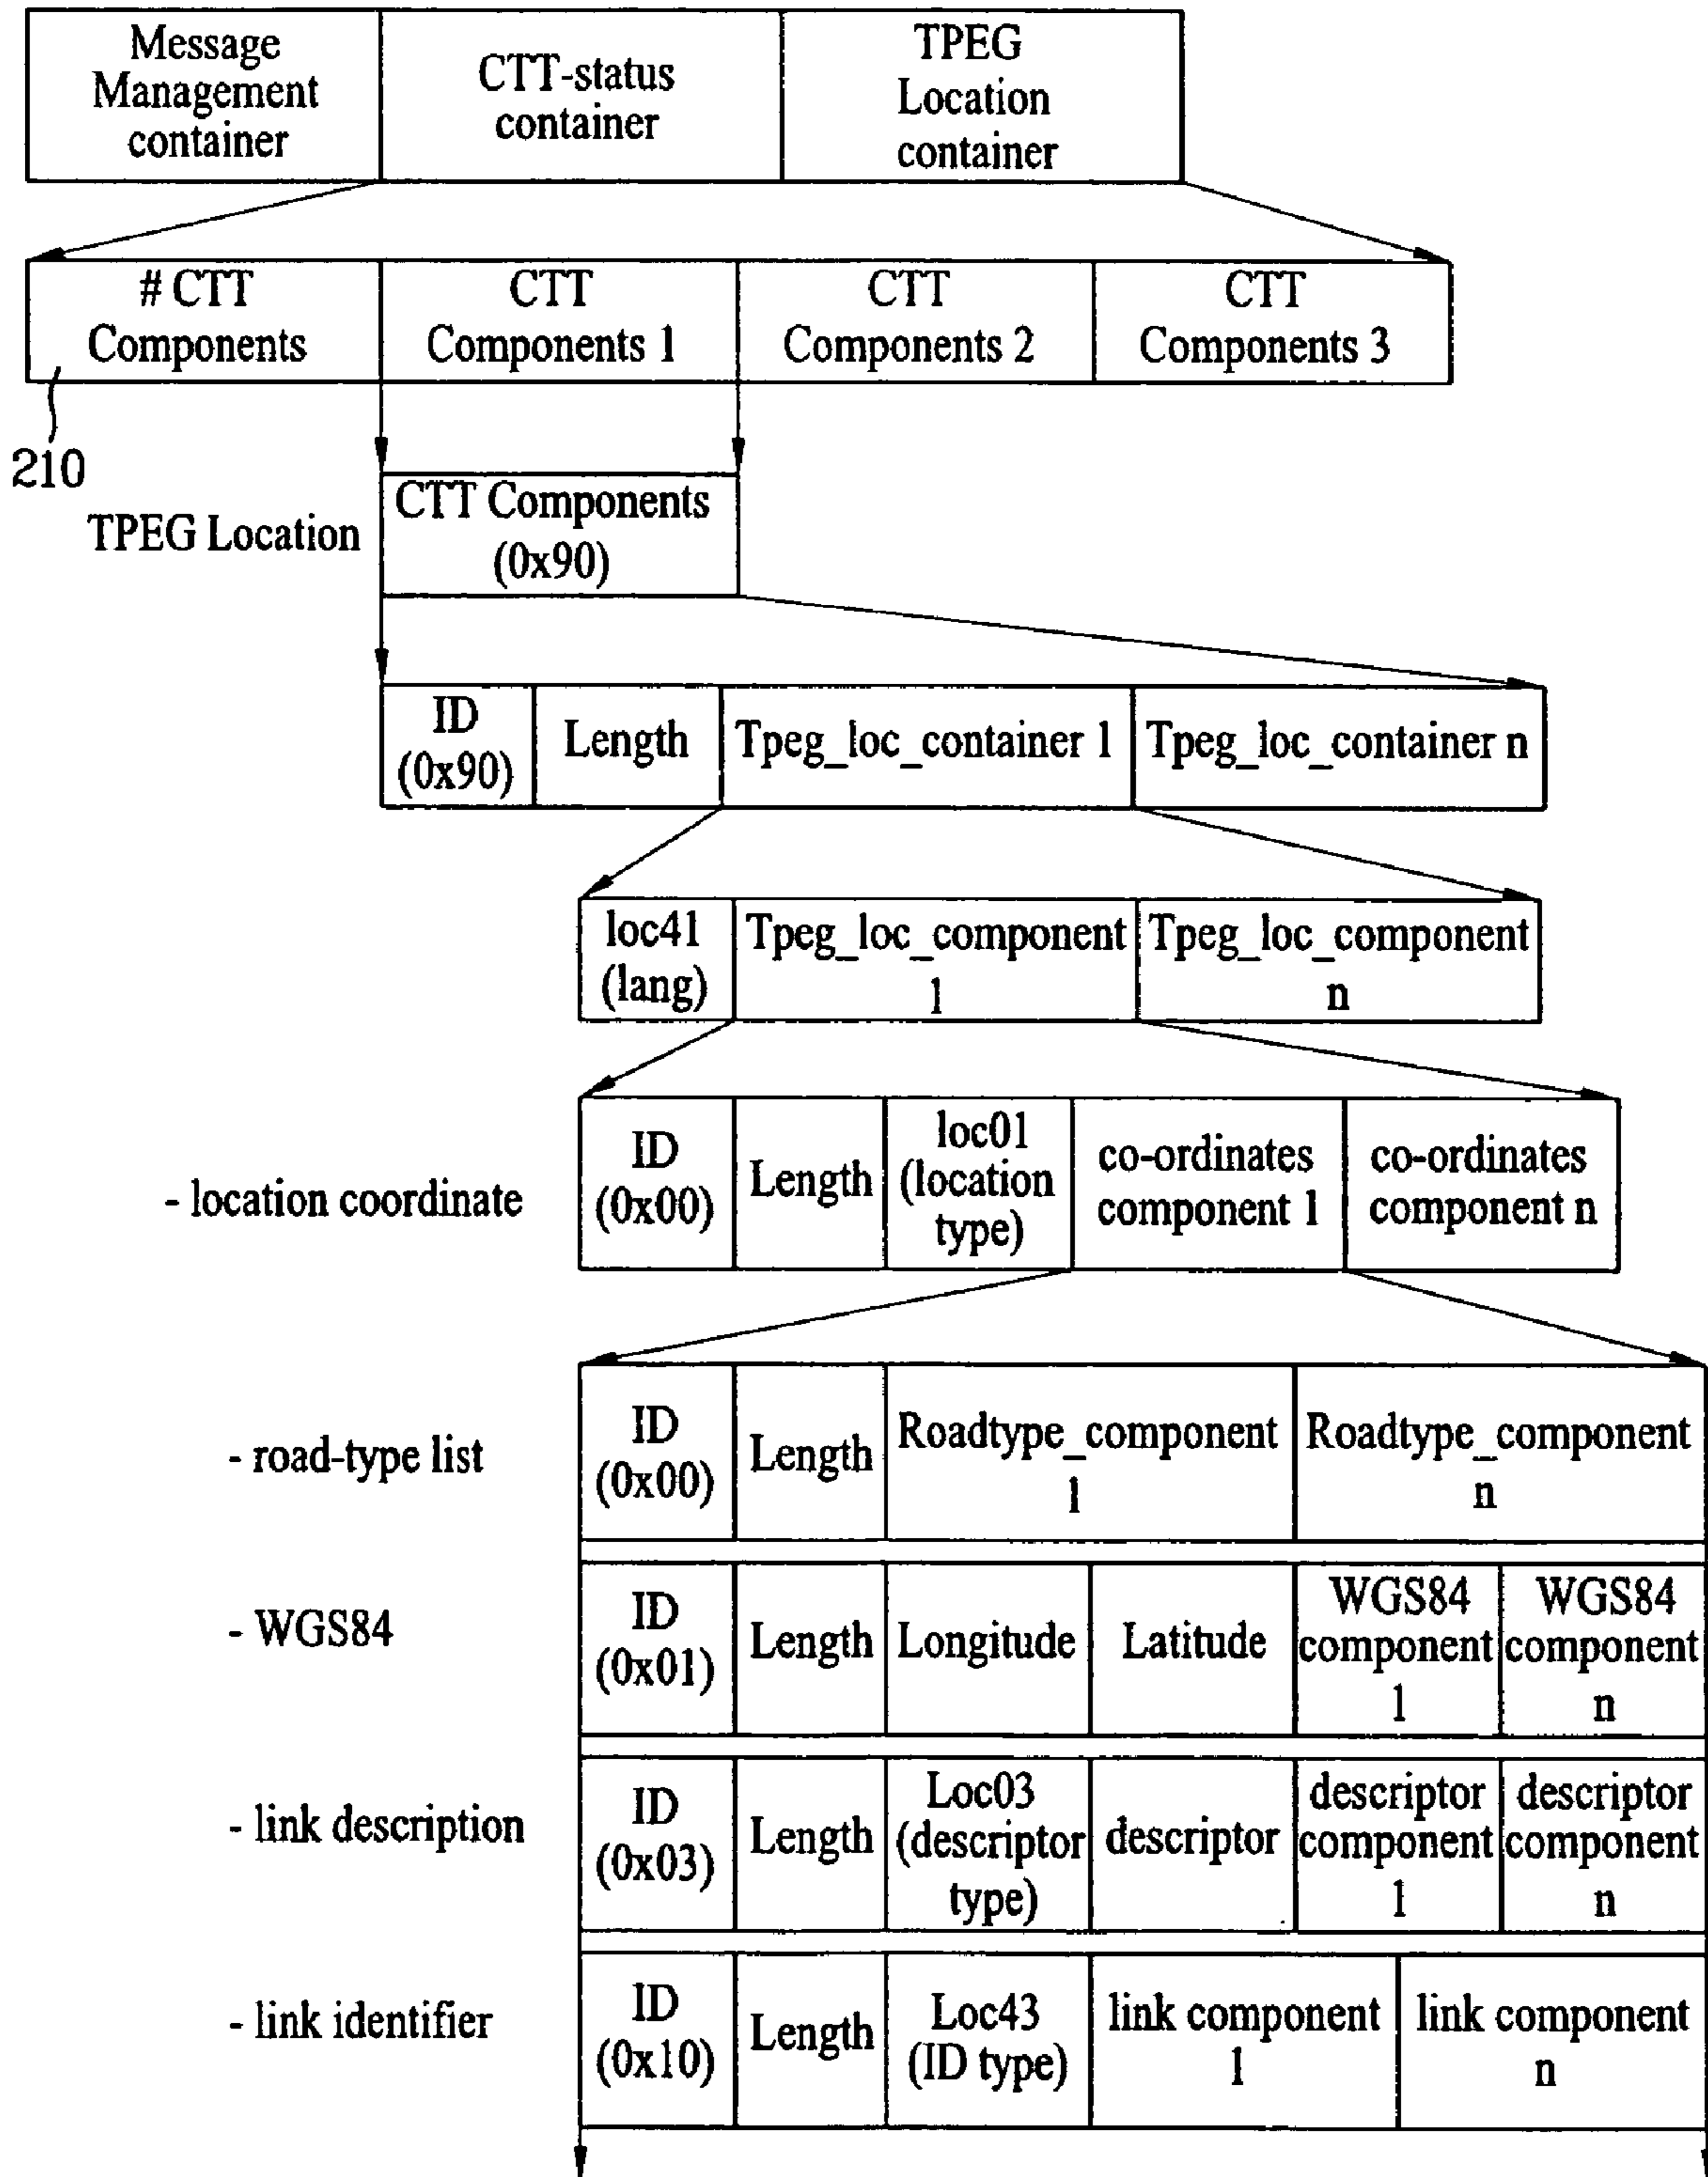 Message
Management
container
CTT-status
container
TPEG
Location
container
# CTT
Components
CTT
Components 1
CTT
Components 2
CTT
Components 3
210
TPEG Location
CTT Components
(0x90)
ID
(0x90)
Length
Tpeg_loc_container 1
Tpeg_loc_container n
loc41
(lang)
Tpeg_loc_component
1
Tpeg_loc_component
n
- location coordinate
ID
(0x00)
Length
loc01
(location
type)
co-ordinates
component 1
co-ordinates
component n
- road-type list
ID
(0x00)
Length
Roadtype_component
1
Roadtype_component
n
- WGS84
ID
(0x01)
Length
Longitude
Latitude
WGS84
component
1
WGS84
component
n
- link description
ID
(0x03)
Length
Loc03
(descriptor
type)
descriptor
descriptor
component
1
descriptor
component
n
- link identifier
ID
(0x10)
Length
Loc43
(ID type)
link component
1
link component
n